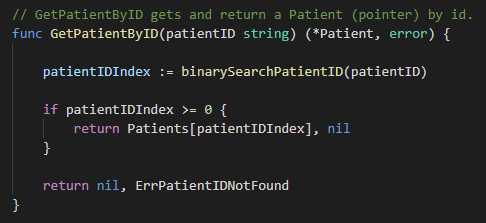 // GetPatientByID gets and return a Patient (pointer) by id.
func GetPatientByID(patientID string) (*Patient, error) {
    patientIDIndex := binarySearchPatientID(patientID)
    if patientIDIndex >= 0 {
        return Patients[patientIDIndex], nil
    }
    return nil, ErrPatientIDNotFound
}